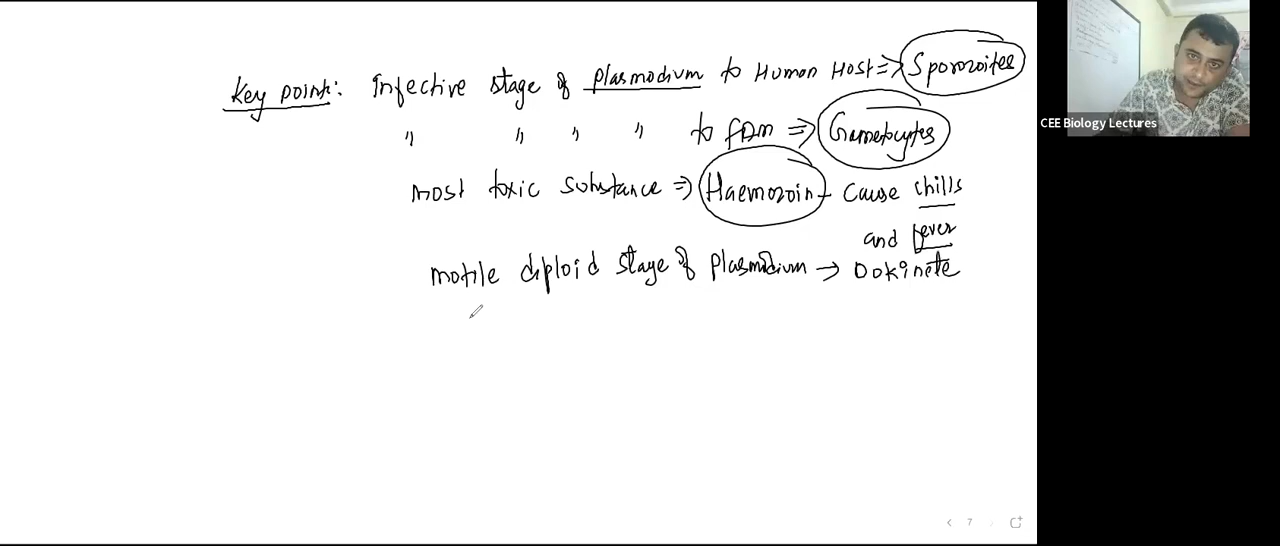 Key point: Infective stage of plasmodium to Human Host ⇒ Sporozoites
" " " " to FAM ⇒ Gametocytes
most toxic substance ⇒ Haemozoin - cause chills
and fever
motile diploid stage of plasmodium → Ookinete
CEE Biology Lectures
< 7